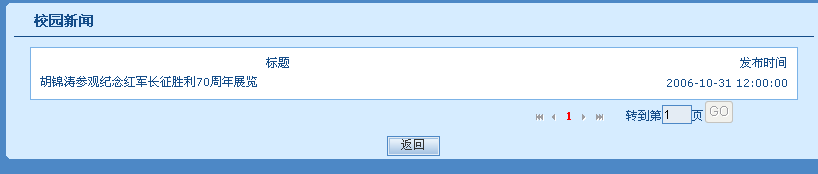 校园新闻
标题 发布时间
胡锦涛参观纪念红军长征胜利70周年展览 2006-10-31 12:00:00
1 转到第1页 GO
返回